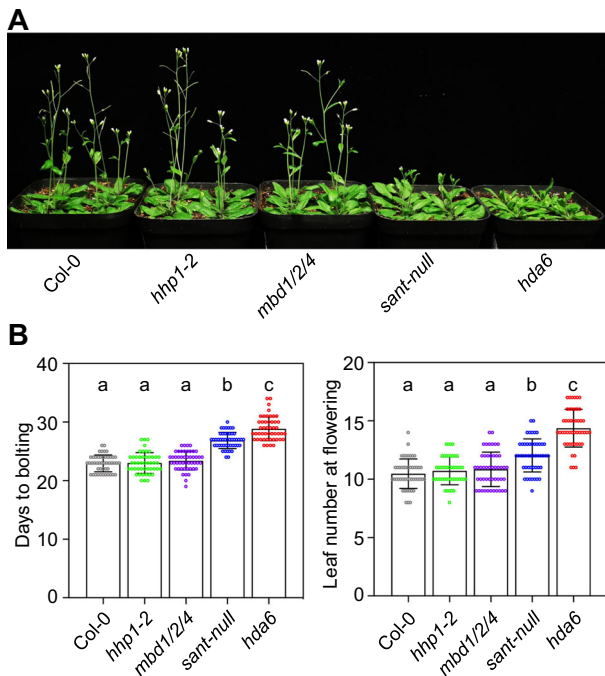 A
Col-0
hhp1-2
mbd1/2/4
sant-null
hda6
B
Days to bolting
40
30
20
10
0
a a a b c
Col-0
hhp1-2
mbd1/2/4
sant-null
hda6
Leaf number at flowering
20
15
10
5
0
a a a b c
Col-0
hhp1-2
mbd1/2/4
sant-null
hda6